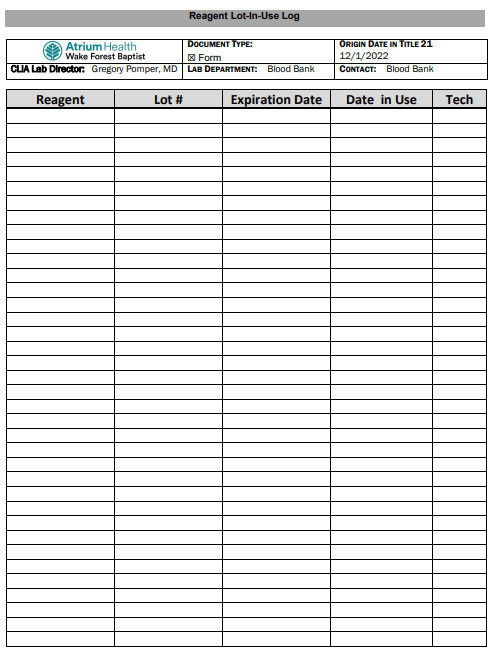 Reagent Lot-In-Use Log
AtriumHealth
Wake Forest Baptist
DOCUMENT TYPE:
☒ Form
ORIGIN DATE IN TITLE 21
12/1/2022
CLIA Lab Director: Gregory Pomper, MD
LAB DEPARTMENT: Blood Bank
CONTACT: Blood Bank
Reagent Lot # Expiration Date Date in Use Tech